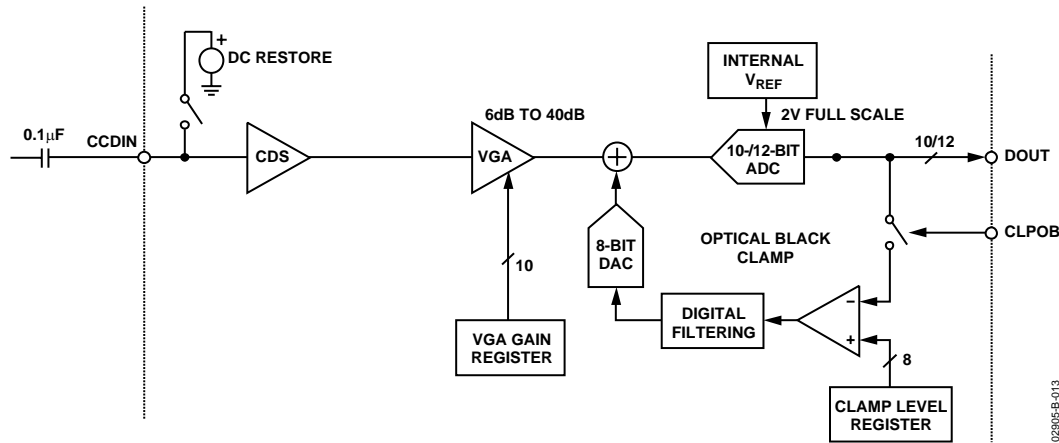 +
DC RESTORE
0.1μF
CCDIN
CDS
6dB TO 40dB
VGA
10
VGA GAIN
REGISTER
+
8-BIT
DAC
INTERNAL
VREF
2V FULL SCALE
10-/12-BIT
ADC
10/12
DOUT
CLPOB
OPTICAL BLACK
CLAMP
DIGITAL
FILTERING
−
+
8
CLAMP LEVEL
REGISTER
02905-B-013